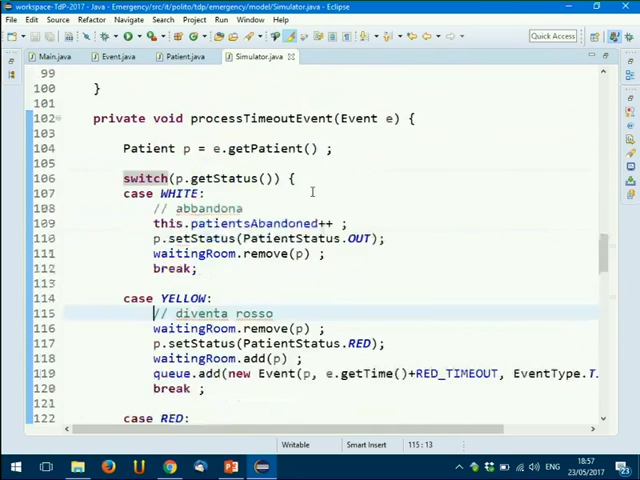 workspace-TdP-2017 - Java - Emergency/src/it/polito/tdp/emergency/model/Simulator.java - Eclipse
File Edit Source Refactor Navigate Search Project Run Window Help
Quick Access
Main.java Event.java Patient.java Simulator.java
99
100 }
101
102 private void processTimeoutEvent(Event e) {
103
104 Patient p = e.getPatient() ;
105
106 switch(p.getStatus()) {
107 case WHITE:
108 // abbandona
109 this.patientsAbandoned++ ;
110 p.setStatus(PatientStatus.OUT);
111 waitingRoom.remove(p) ;
112 break;
113
114 case YELLOW:
115 // diventa rosso
116 waitingRoom.remove(p) ;
117 p.setStatus(PatientStatus.RED);
118 waitingRoom.add(p) ;
119 queue.add(new Event(p, e.getTime()+RED_TIMEOUT, EventType.T
120 break ;
121
122 case RED:
Writable Smart Insert 115 : 13
ENG 18:57
23/05/2017 23